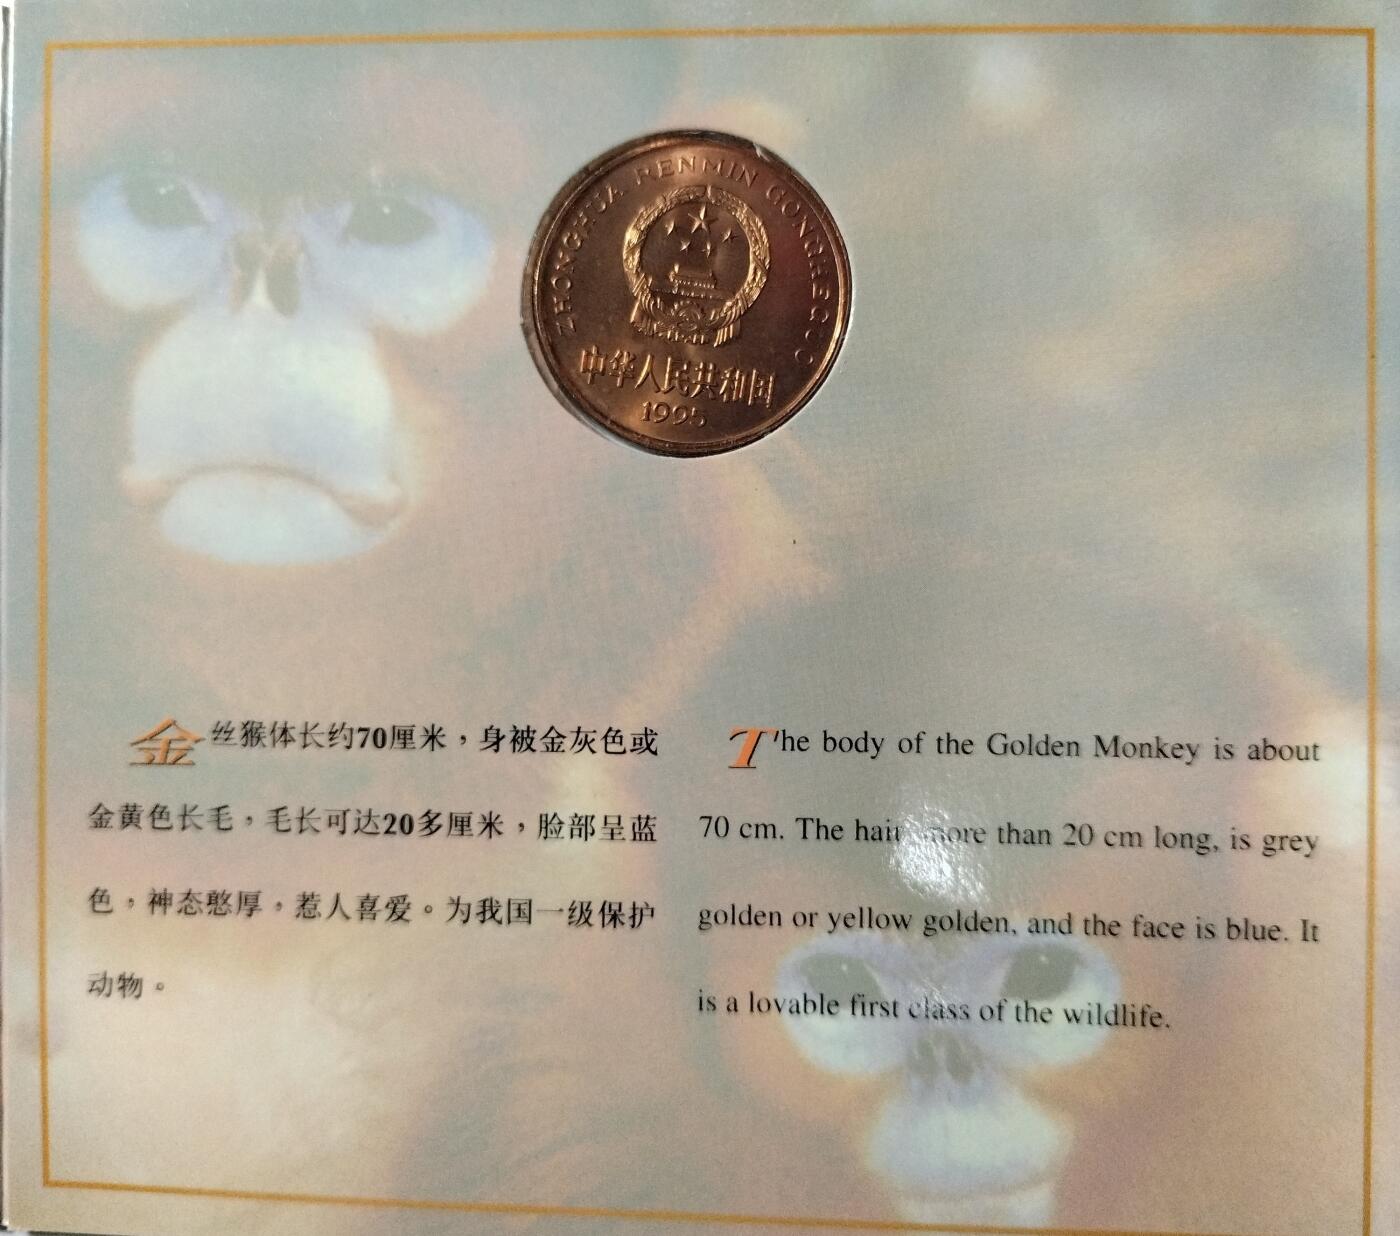 ZHONGHUA RENMIN GONGHEGUO
中华人民共和国
1995
金丝猴体长约70厘米，身被金灰色或
金黄色长毛，毛长可达20多厘米，脸部呈蓝
色，神态憨厚，惹人喜爱。为我国一级保护
动物。
The body of the Golden Monkey is about
70 cm. The hair, more than 20 cm long, is grey
golden or yellow golden, and the face is blue. It
is a lovable first class of the wildlife.